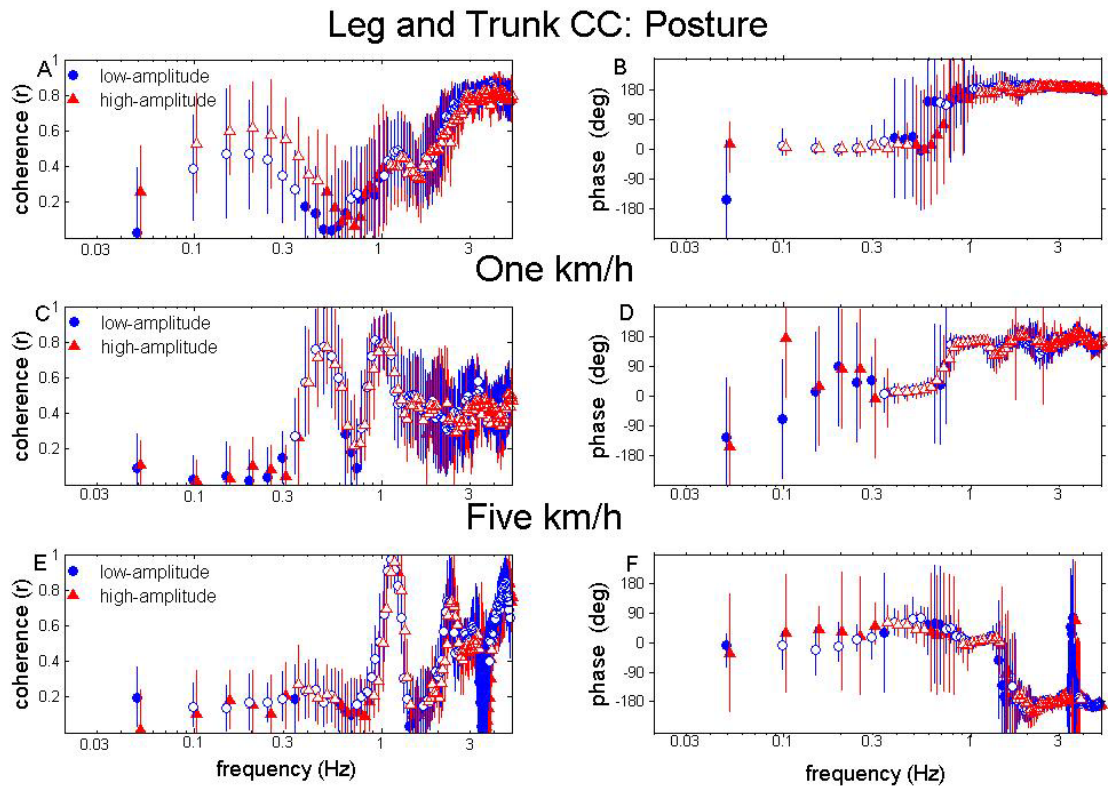 Leg and Trunk CC: Posture
A
low-amplitude
high-amplitude
coherence (r)
1
0.8
0.6
0.4
0.2
0.03 0.1 0.3 1 3
B
phase (deg)
180
90
0
-90
-180
0.03 0.1 0.3 1 3
One km/h
C
low-amplitude
high-amplitude
coherence (r)
1
0.8
0.6
0.4
0.2
0.03 0.1 0.3 1 3
D
phase (deg)
180
90
0
-90
-180
0.03 0.1 0.3 1 3
Five km/h
E
low-amplitude
high-amplitude
coherence (r)
1
0.8
0.6
0.4
0.2
0.03 0.1 0.3 1 3
frequency (Hz)
F
phase (deg)
180
90
0
-90
-180
0.03 0.1 0.3 1 3
frequency (Hz)